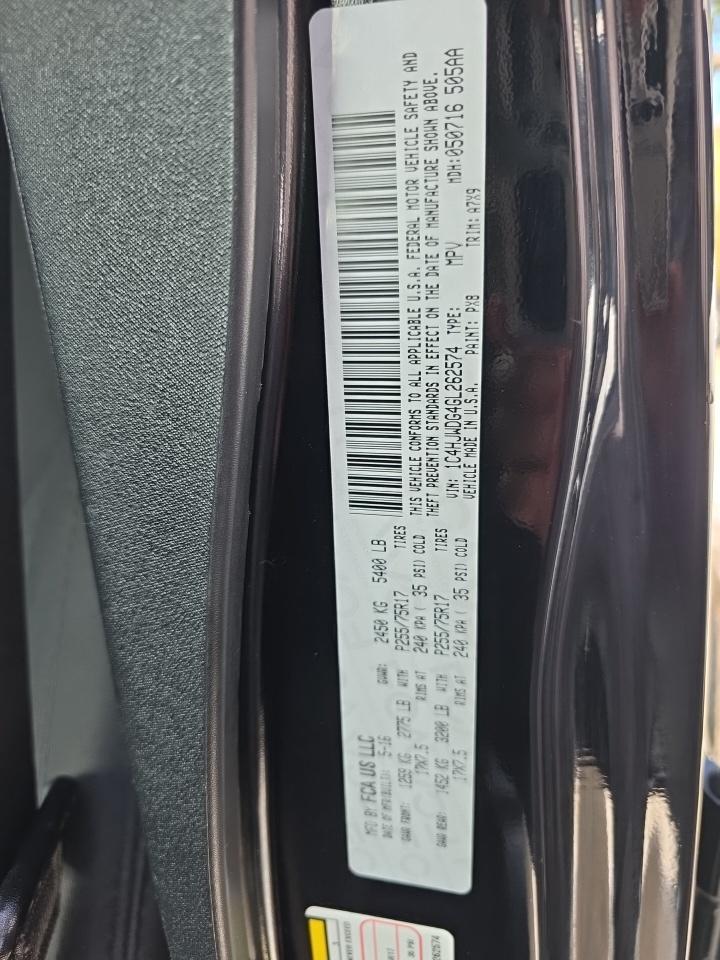 MFD BY FCA US LLC
DATE OF MFR 5-16 GVWR: 2450 KG 5400 LB
GAWR FRONT: 1259 KG 2775 LB WITH P255/75R17 TIRES
17X7.5 RIMS AT 240 KPA ( 35 PSI) COLD
GAWR REAR: 1452 KG 3200 LB WITH P255/75R17 TIRES
17X7.5 RIMS AT 240 KPA ( 35 PSI) COLD
THIS VEHICLE CONFORMS TO ALL APPLICABLE U.S.A. FEDERAL MOTOR VEHICLE SAFETY AND
THEFT PREVENTION STANDARDS IN EFFECT ON THE DATE OF MANUFACTURE SHOWN ABOVE.
VIN: 1C4HJWDG4GL262574 TYPE: MPV MDH:050716 505AA
VEHICLE MADE IN U.S.A. PAINT: PX8 TRIM: A7X9
262574